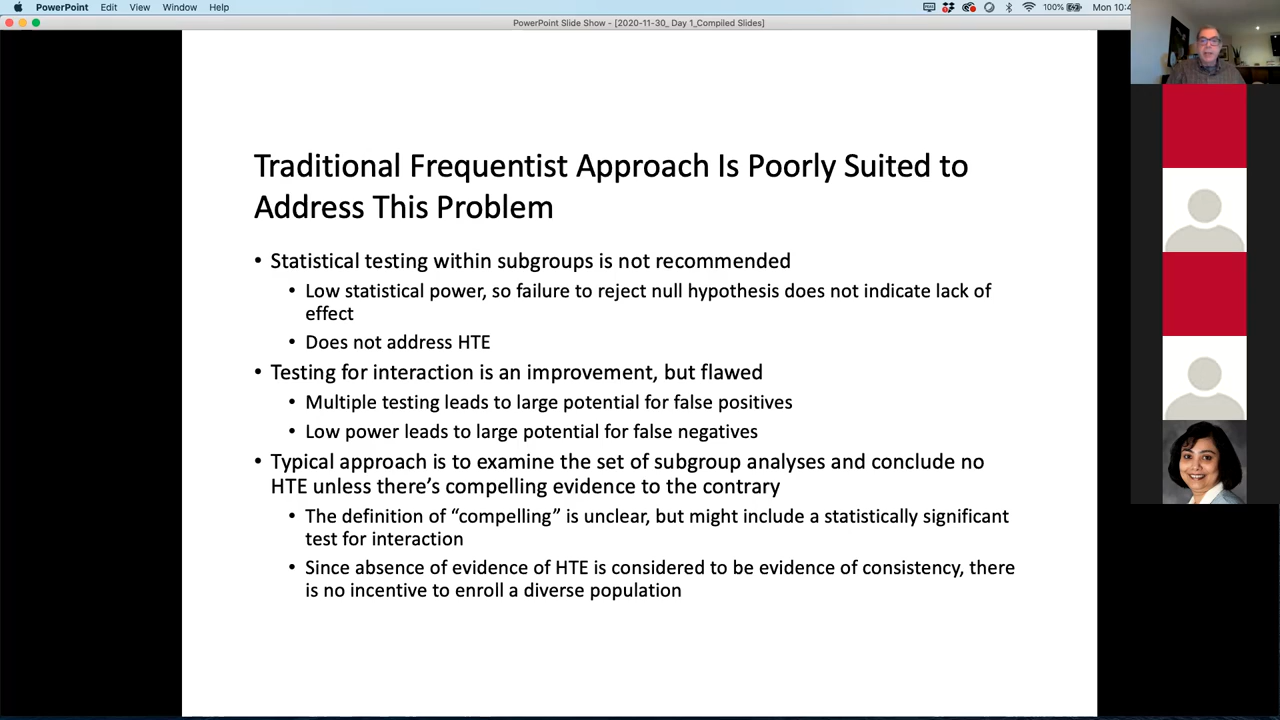 PowerPoint Edit View Window Help
100%
Mon 10:4
PowerPoint Slide Show - [2020-11-30_ Day 1_Compiled Slides]
Traditional Frequentist Approach Is Poorly Suited to
Address This Problem
• Statistical testing within subgroups is not recommended
• Low statistical power, so failure to reject null hypothesis does not indicate lack of
effect
• Does not address HTE
• Testing for interaction is an improvement, but flawed
• Multiple testing leads to large potential for false positives
• Low power leads to large potential for false negatives
• Typical approach is to examine the set of subgroup analyses and conclude no
HTE unless there’s compelling evidence to the contrary
• The definition of “compelling” is unclear, but might include a statistically significant
test for interaction
• Since absence of evidence of HTE is considered to be evidence of consistency, there
is no incentive to enroll a diverse population